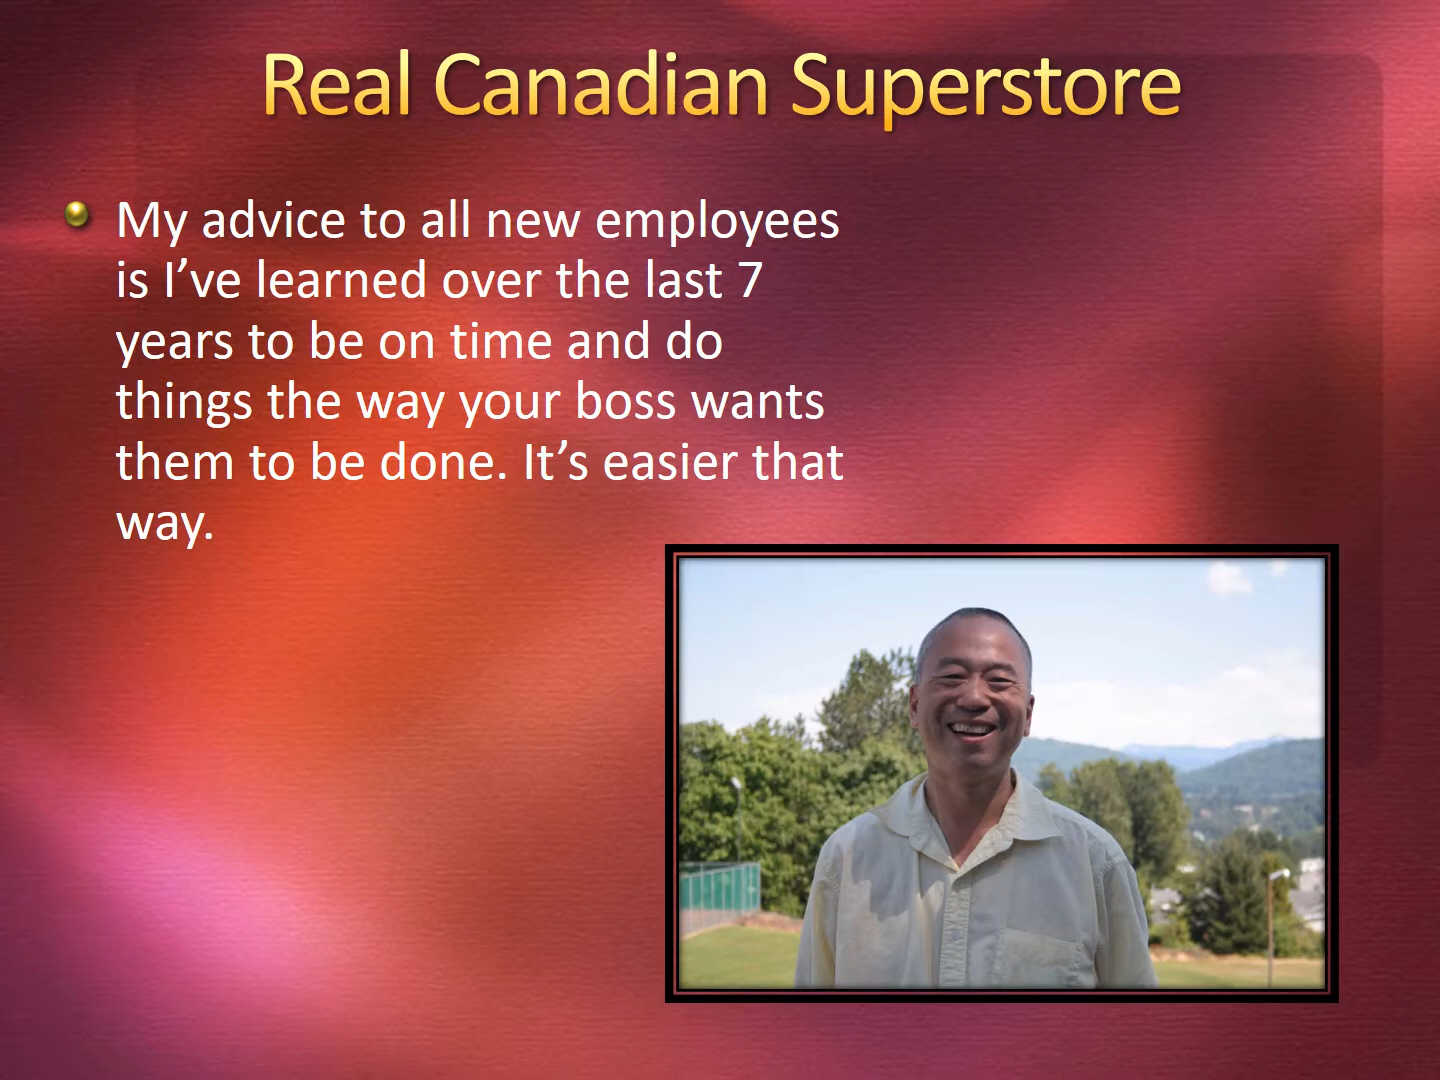 Real Canadian Superstore
My advice to all new employees
is I’ve learned over the last 7
years to be on time and do
things the way your boss wants
them to be done. It’s easier that
way.